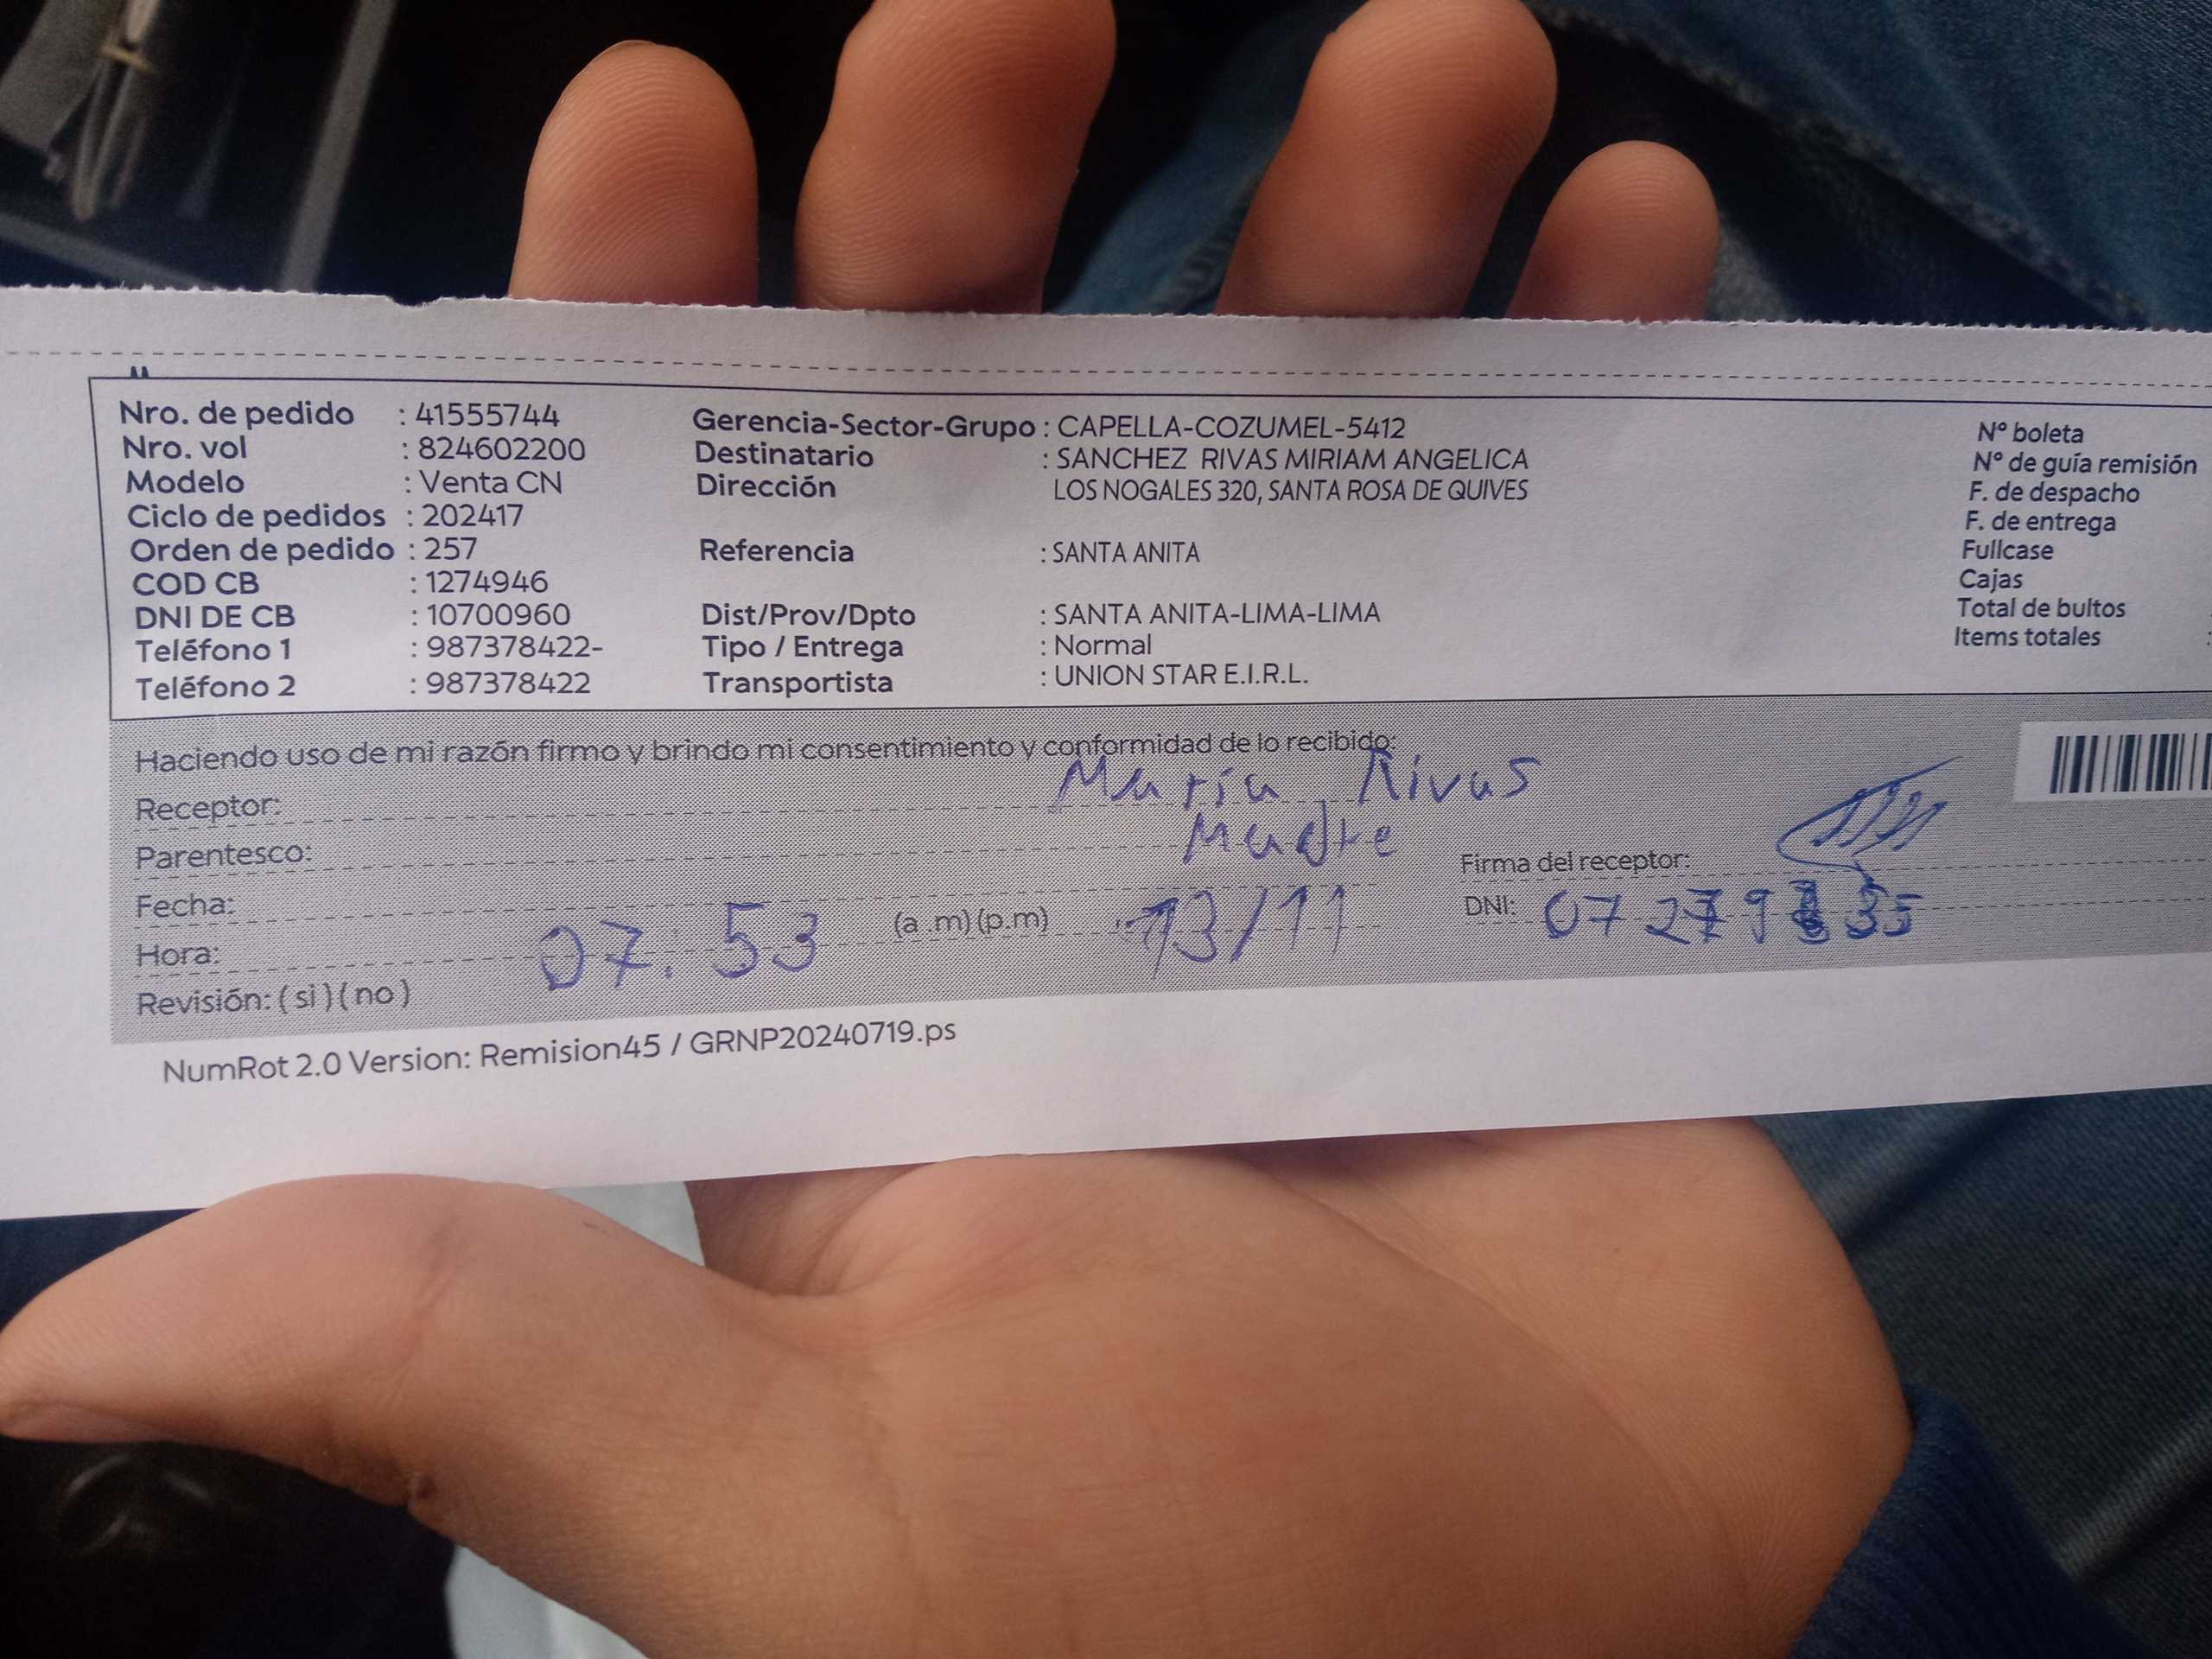 Nro. de pedido : 41555744
Nro. vol : 824602200
Modelo : Venta CN
Ciclo de pedidos : 202417
Orden de pedido : 257
COD CB : 1274946
DNI DE CB : 10700960
Teléfono 1 : 987378422-
Teléfono 2 : 987378422
Gerencia-Sector-Grupo : CAPELLA-COZUMEL-5412
Destinatario : SANCHEZ RIVAS MIRIAM ANGELICA
Dirección LOS NOGALES 320, SANTA ROSA DE QUIVES
Referencia : SANTA ANITA
Dist/Prov/Dpto : SANTA ANITA-LIMA-LIMA
Tipo / Entrega : Normal
Transportista : UNION STAR E.I.R.L.
Nº boleta
Nº de guía remisión
F. de despacho
F. de entrega
Fullcase
Cajas
Total de bultos
Items totales :
Haciendo uso de mi razón firmo y brindo mi consentimiento y conformidad de lo recibido:
Receptor: María Rivas
Parentesco: Madre
Firma del receptor:
Fecha: (a .m) (p.m) 13/11
DNI:
Hora: 07:53
Revisión: ( si ) ( no )
NumRot 2.0 Version: Remision45 / GRNP20240719.ps